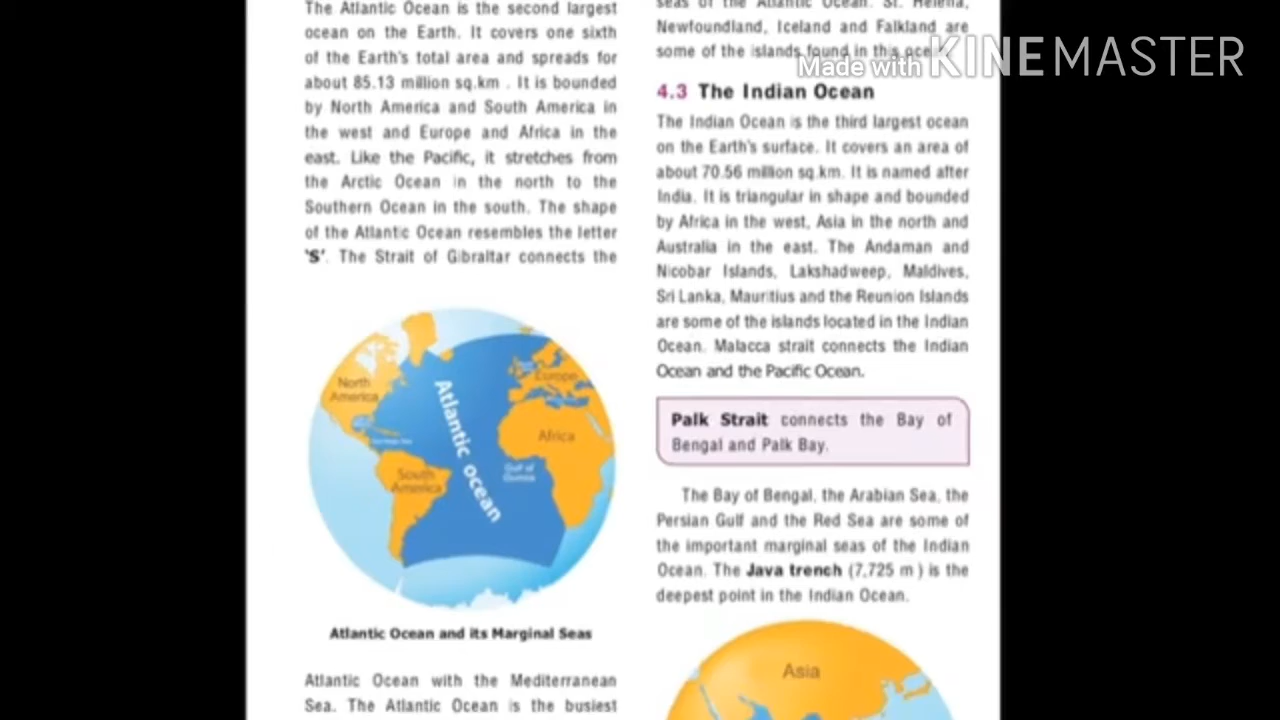 The Atlantic Ocean is the second largest
ocean on the Earth. It covers one sixth
of the Earth's total area and spreads for
about 85.13 million sq.km . It is bounded
by North America and South America in
the west and Europe and Africa in the
east. Like the Pacific, it stretches from
the Arctic Ocean in the north to the
Southern Ocean in the south. The shape
of the Atlantic Ocean resembles the letter
'S'. The Strait of Gibraltar connects the
North
America
Europe
Africa
South
America
Gulf of
Guinea
Atlantic ocean
Atlantic Ocean and its Marginal Seas
Atlantic Ocean with the Mediterranean
Sea. The Atlantic Ocean is the busiest
seas of the Atlantic Ocean. St. Helena,
Newfoundland, Iceland and Falkland are
some of the islands found in this
Made with KINEMASTER
4.3 The Indian Ocean
The Indian Ocean is the third largest ocean
on the Earth's surface. It covers an area of
about 70.56 million sq.km. It is named after
India. It is triangular in shape and bounded
by Africa in the west, Asia in the north and
Australia in the east. The Andaman and
Nicobar Islands, Lakshadweep, Maldives,
Sri Lanka, Mauritius and the Reunion Islands
are some of the islands located in the Indian
Ocean. Malacca strait connects the Indian
Ocean and the Pacific Ocean.
Palk Strait connects the Bay of
Bengal and Palk Bay.
The Bay of Bengal, the Arabian Sea, the
Persian Gulf and the Red Sea are some of
the important marginal seas of the Indian
Ocean. The Java trench (7,725 m ) is the
deepest point in the Indian Ocean.
Asia